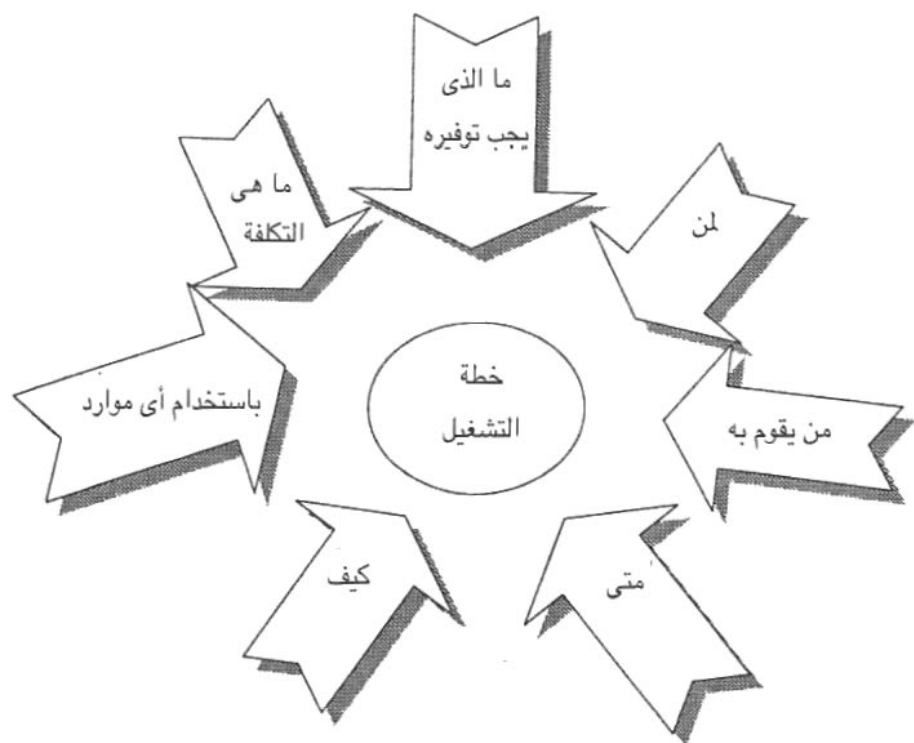 ما الذى
يجب توفيره
لمن
من يقوم به
متى
كيف
باستخدام أى موارد
ما هى
التكلفة
خطة
التشغيل